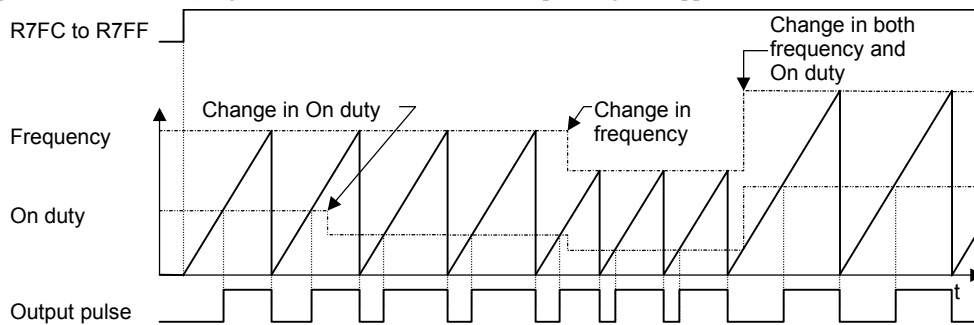 R7FC to R7FF
Change in both
frequency and
On duty
Change in On duty
Change in
frequency
Frequency
On duty
t
Output pulse